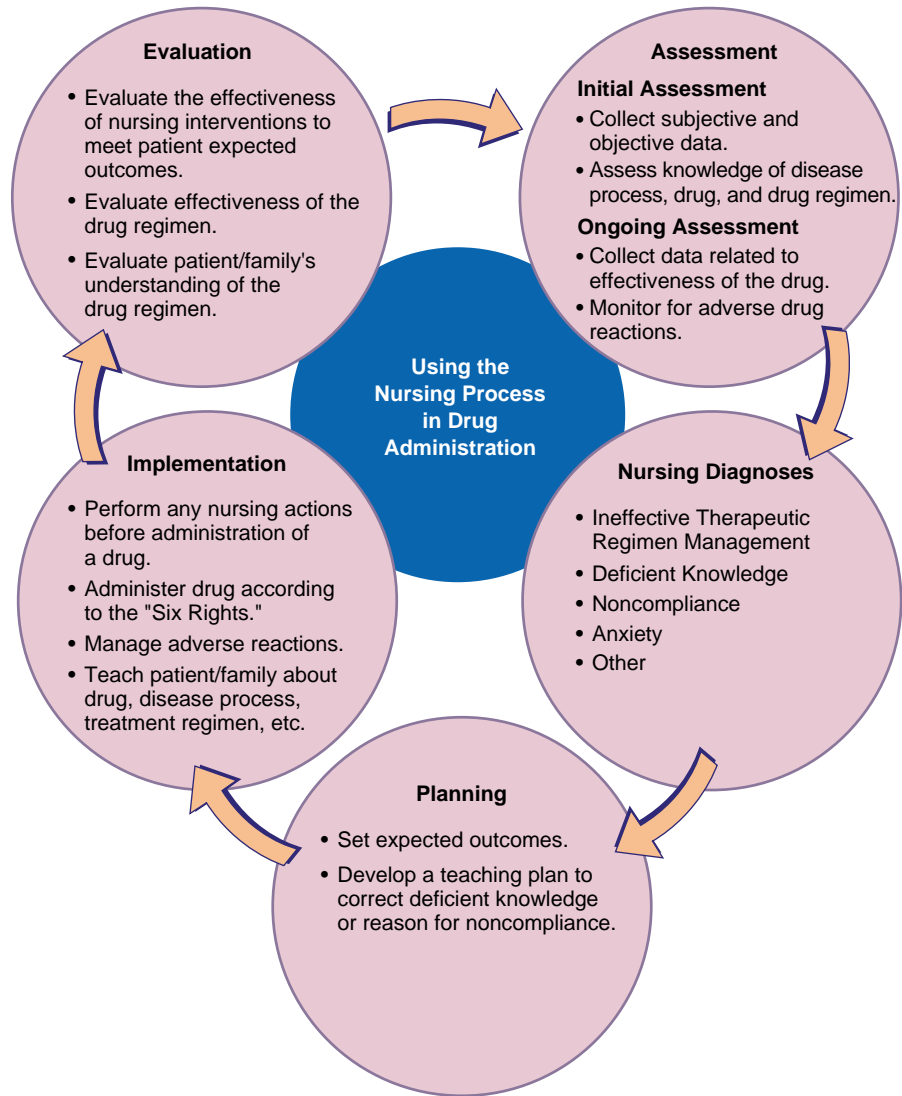 Evaluation
• Evaluate the effectiveness
of nursing interventions to
meet patient expected
outcomes.
• Evaluate effectiveness of the
drug regimen.
• Evaluate patient/family's
understanding of the
drug regimen.
Assessment
Initial Assessment
• Collect subjective and
objective data.
• Assess knowledge of disease
process, drug, and drug regimen.
Ongoing Assessment
• Collect data related to
effectiveness of the drug.
• Monitor for adverse drug
reactions.
Using the
Nursing Process
in Drug
Administration
Implementation
• Perform any nursing actions
before administration of
a drug.
• Administer drug according
to the "Six Rights."
• Manage adverse reactions.
• Teach patient/family about
drug, disease process,
treatment regimen, etc.
Nursing Diagnoses
• Ineffective Therapeutic
Regimen Management
• Deficient Knowledge
• Noncompliance
• Anxiety
• Other
Planning
• Set expected outcomes.
• Develop a teaching plan to
correct deficient knowledge
or reason for noncompliance.